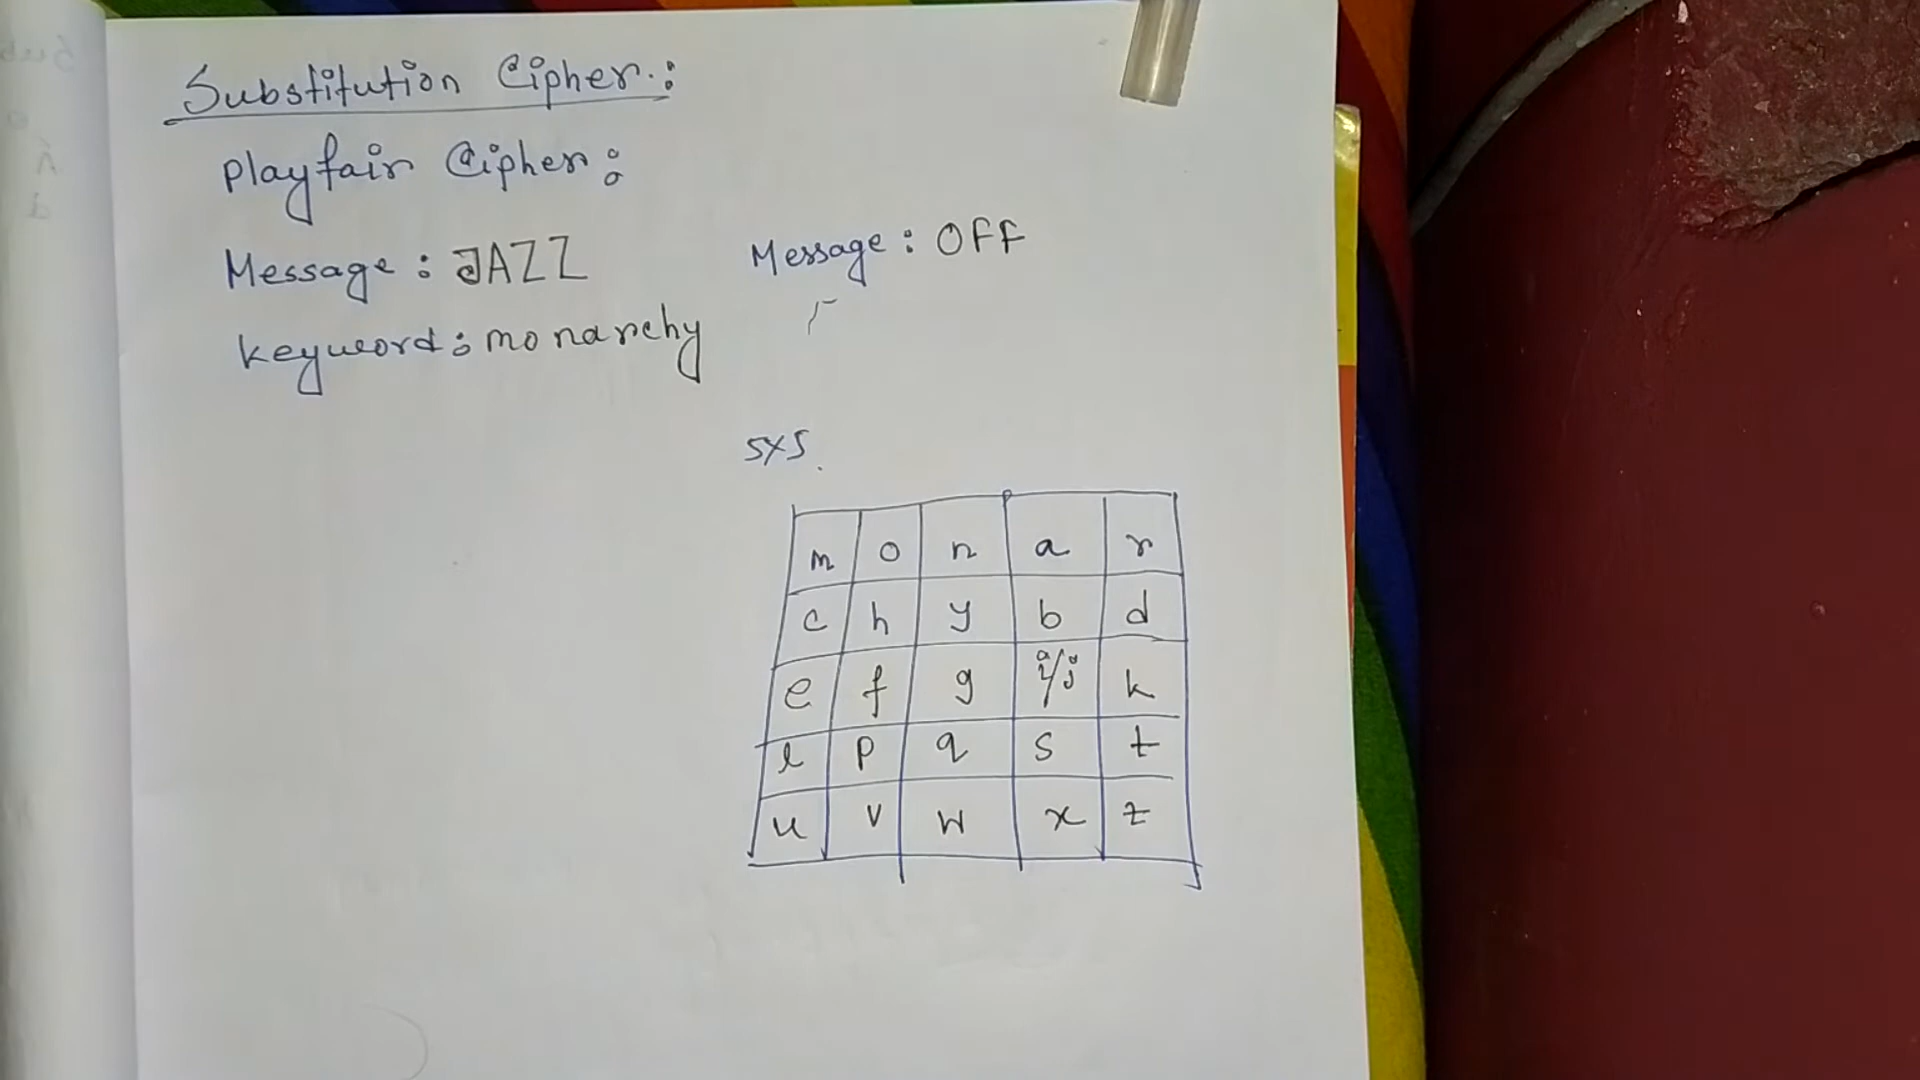 Substitution Cipher:
Playfair Cipher:
Message: JAZZ
Message: OFF
keyword: monarchy
5x5
m o n a r
c h y b d
e f g i/j k
l p q s t
u v w x z